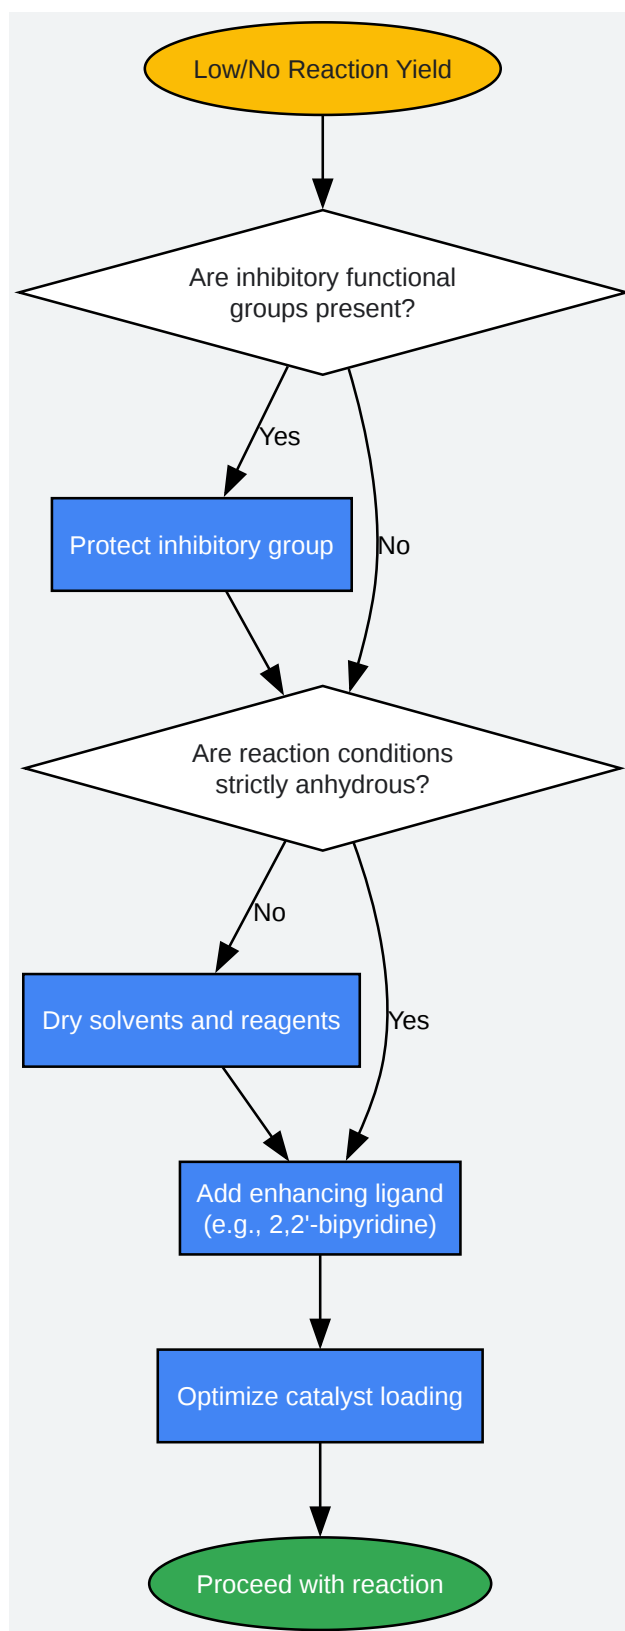 Low/No Reaction Yield
Are inhibitory functional
groups present?
Yes
Protect inhibitory group
No
Are reaction conditions
strictly anhydrous?
No
Dry solvents and reagents
Yes
Add enhancing ligand
(e.g., 2,2'-bipyridine)
Optimize catalyst loading
Proceed with reaction